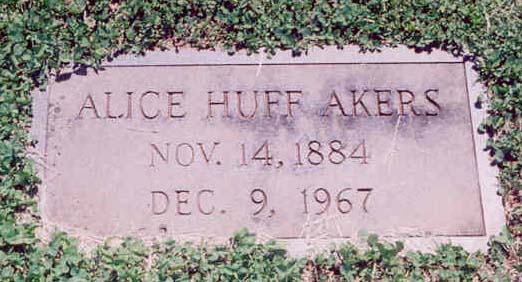 ALICE HUFF AKERS
NOV. 14, 1884
DEC. 9, 1967